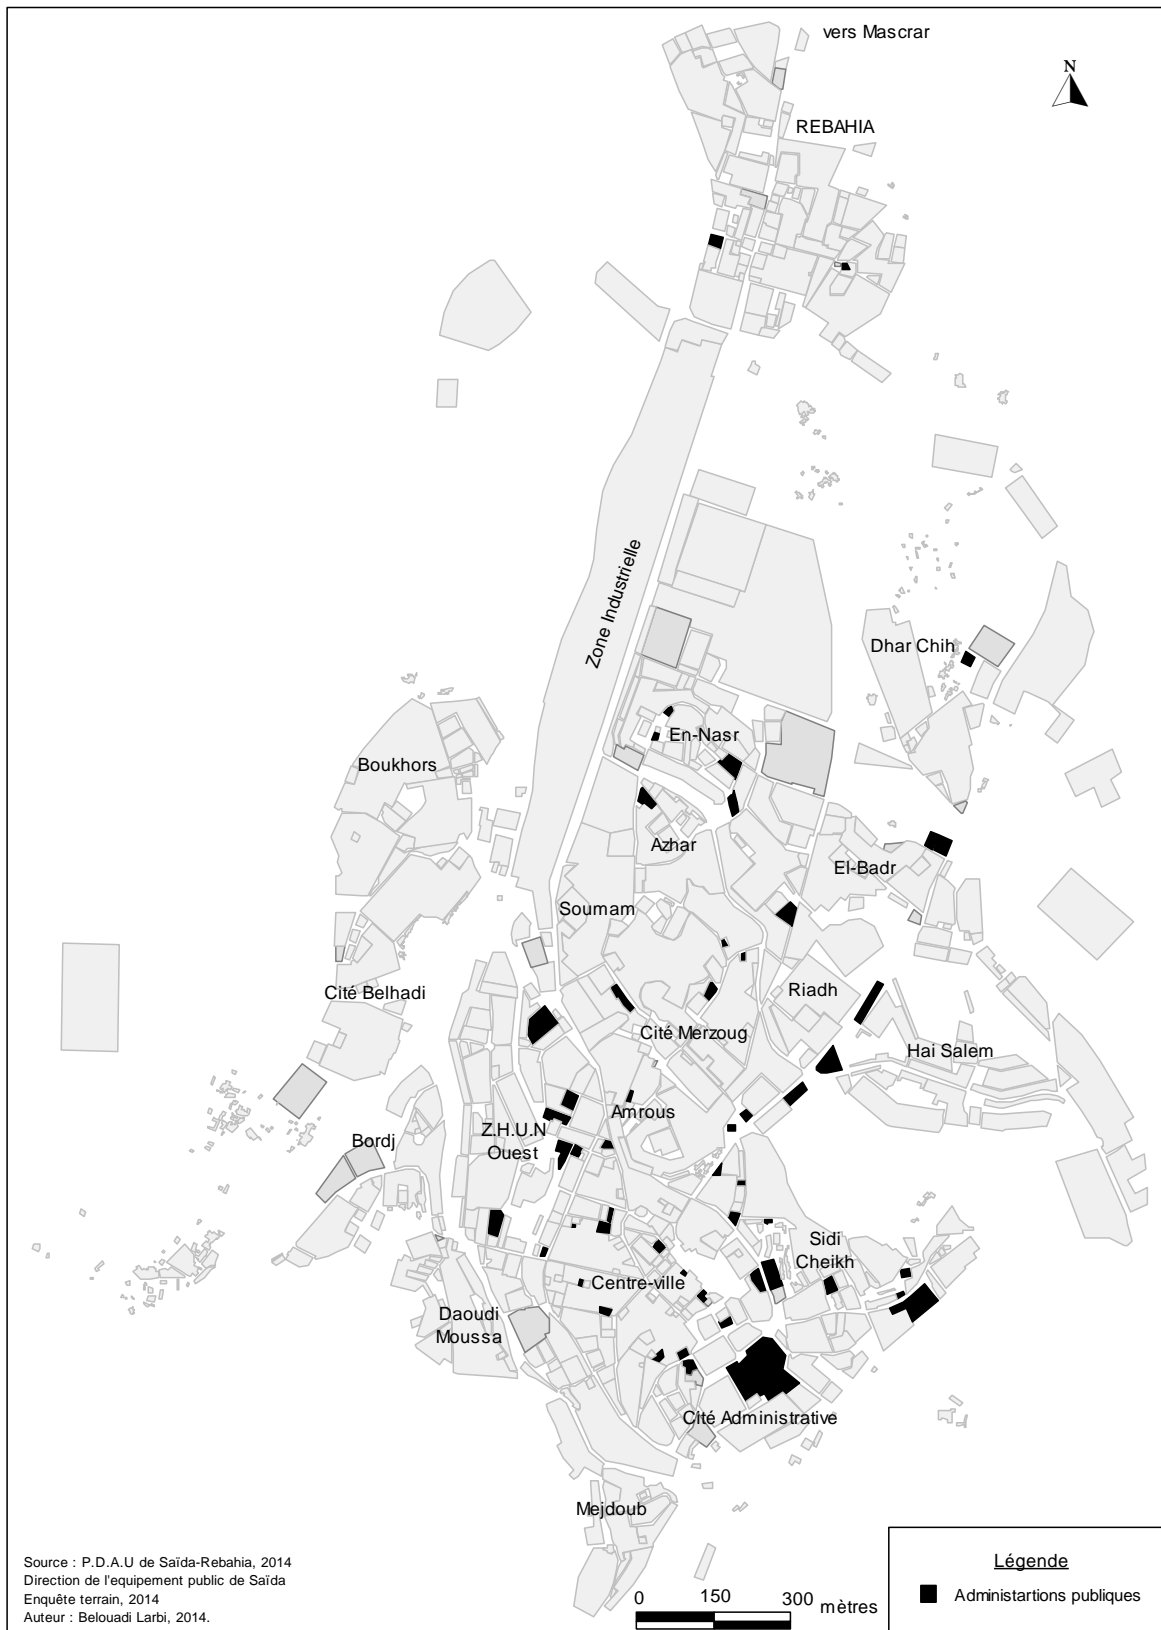 vers Mascrar
N
REBAHIA
Zone Industrielle
Dhar Chih
En-Nasr
Boukhors
Azhar
El-Badr
Soumam
Cité Belhadi
Riadh
Cité Merzoug
Hai Salem
Amrous
Z.H.U.N
Ouest
Bordj
Sidi
Cheikh
Centre-ville
Daoudi
Moussa
Cité Administrative
Mejdoub
Source : P.D.A.U de Saïda-Rebahia, 2014
Direction de l'equipement public de Saïda
Enquête terrain, 2014
Auteur : Belouadi Larbi, 2014.
0 150 300 mètres
Légende
Administartions publiques